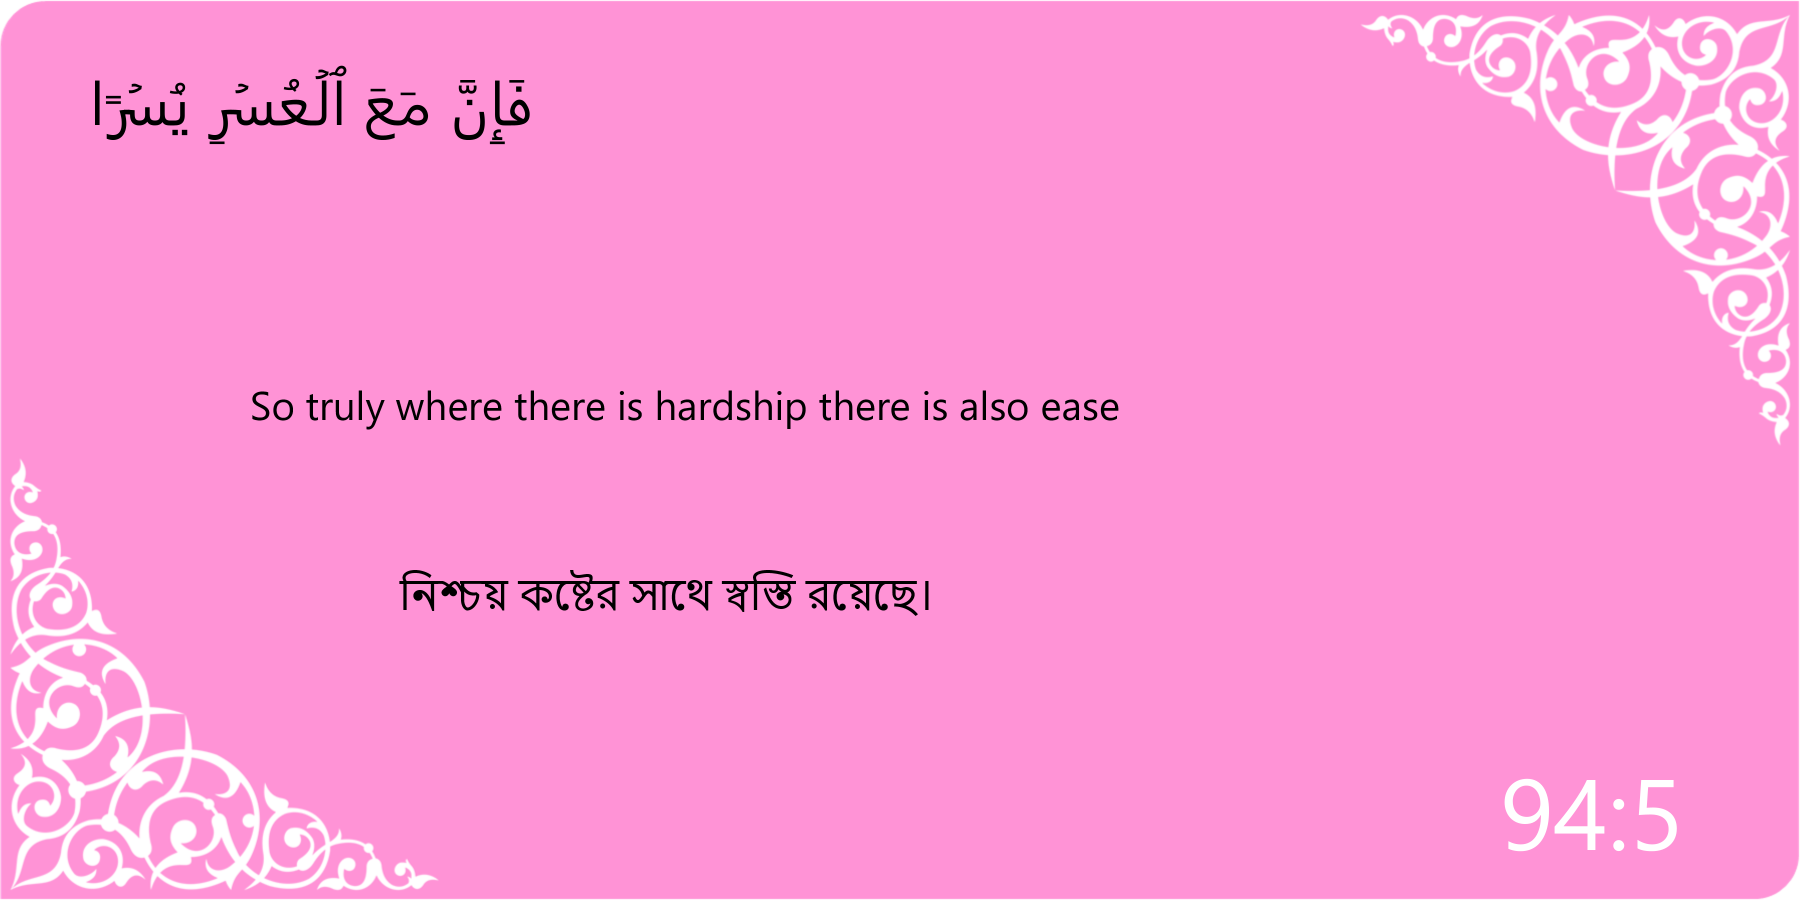 فَإِنَّ مَعَ ٱلۡعُسۡرِ يُسۡرًا
So truly where there is hardship there is also ease
নিশ্চয় কষ্টের সাথে স্বস্তি রয়েছে।
94:5